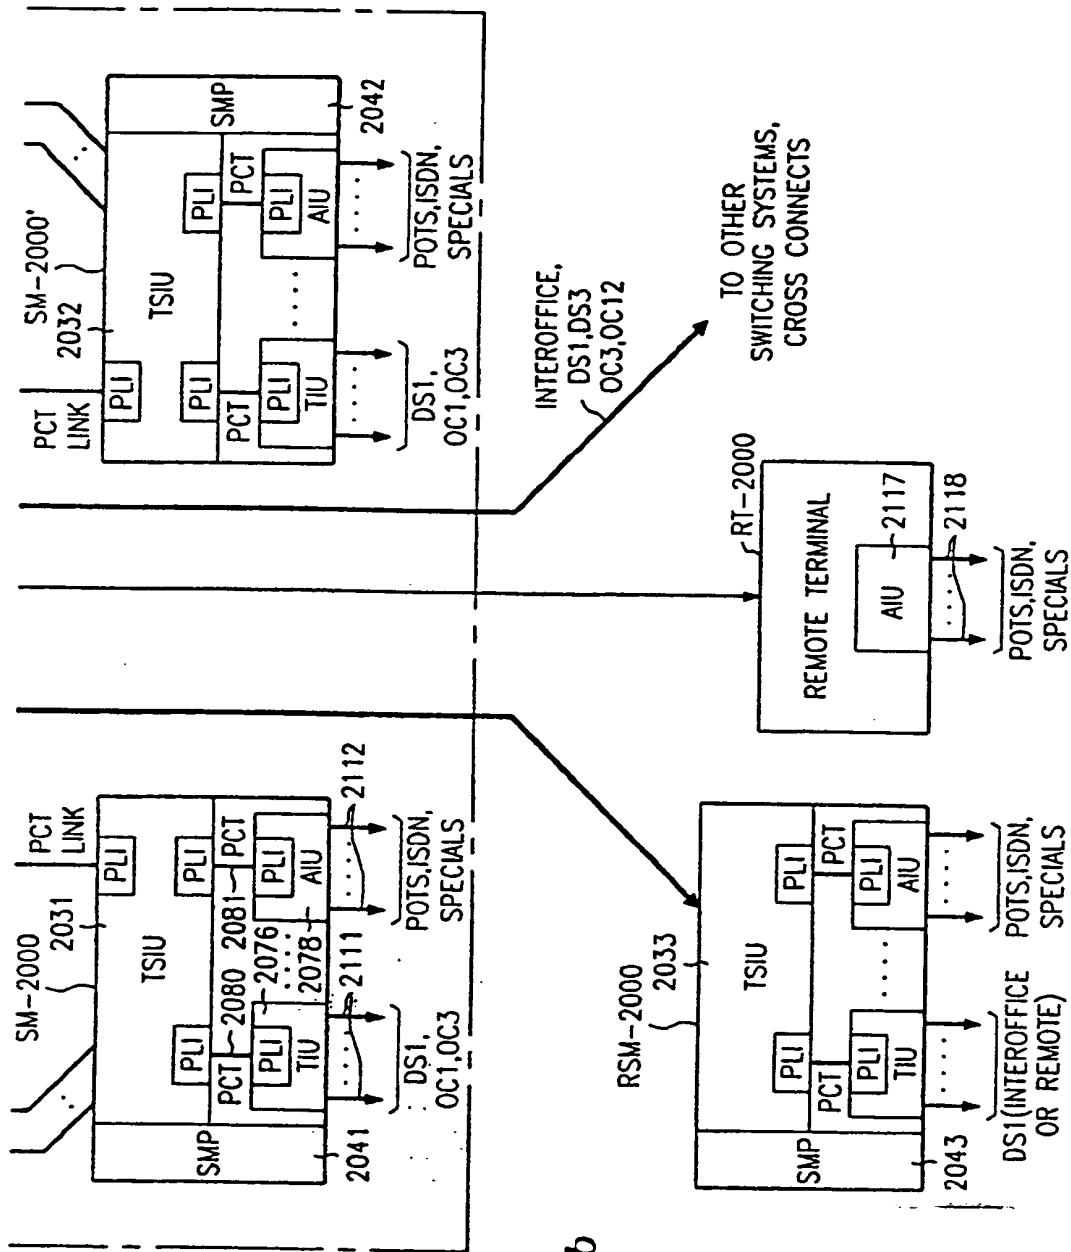 SM-2000
2031
PCT
LINK
PLI
TSIU
PLI
PLI
2080
2081
PCT
PCT
PLI
PLI
2076
2078
TIU
AIU
SMP
2041
2111
2112
DS1,
OC1,OC3
POTS,ISDN,
SPECIALS
PCT
LINK
2032
SM-2000'
PLI
TSIU
PLI
PLI
PCT
PCT
PLI
PLI
TIU
AIU
SMP
2042
DS1,
OC1,OC3
POTS,ISDN,
SPECIALS
INTEROFFICE,
DS1,DS3
OC3,OC12
TO OTHER
SWITCHING SYSTEMS,
CROSS CONNECTS
RSM-2000
2033
TSIU
PLI
PLI
PCT
PCT
PLI
PLI
TIU
AIU
SMP
2043
DS1(INTEROFFICE
OR REMOTE)
POTS,ISDN,
SPECIALS
RT-2000
REMOTE TERMINAL
AIU
2117
2118
POTS,ISDN,
SPECIALS
b